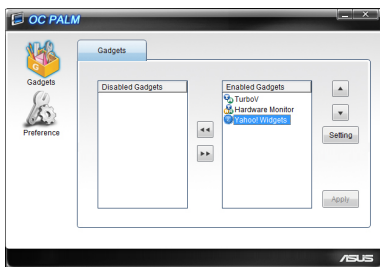 OC PALM
Gadgets
Gadgets
Preference
Disabled Gadgets
Enabled Gadgets
TurboV
Hardware Monitor
Yahoo! Widgets
Setting
Apply
ASUS